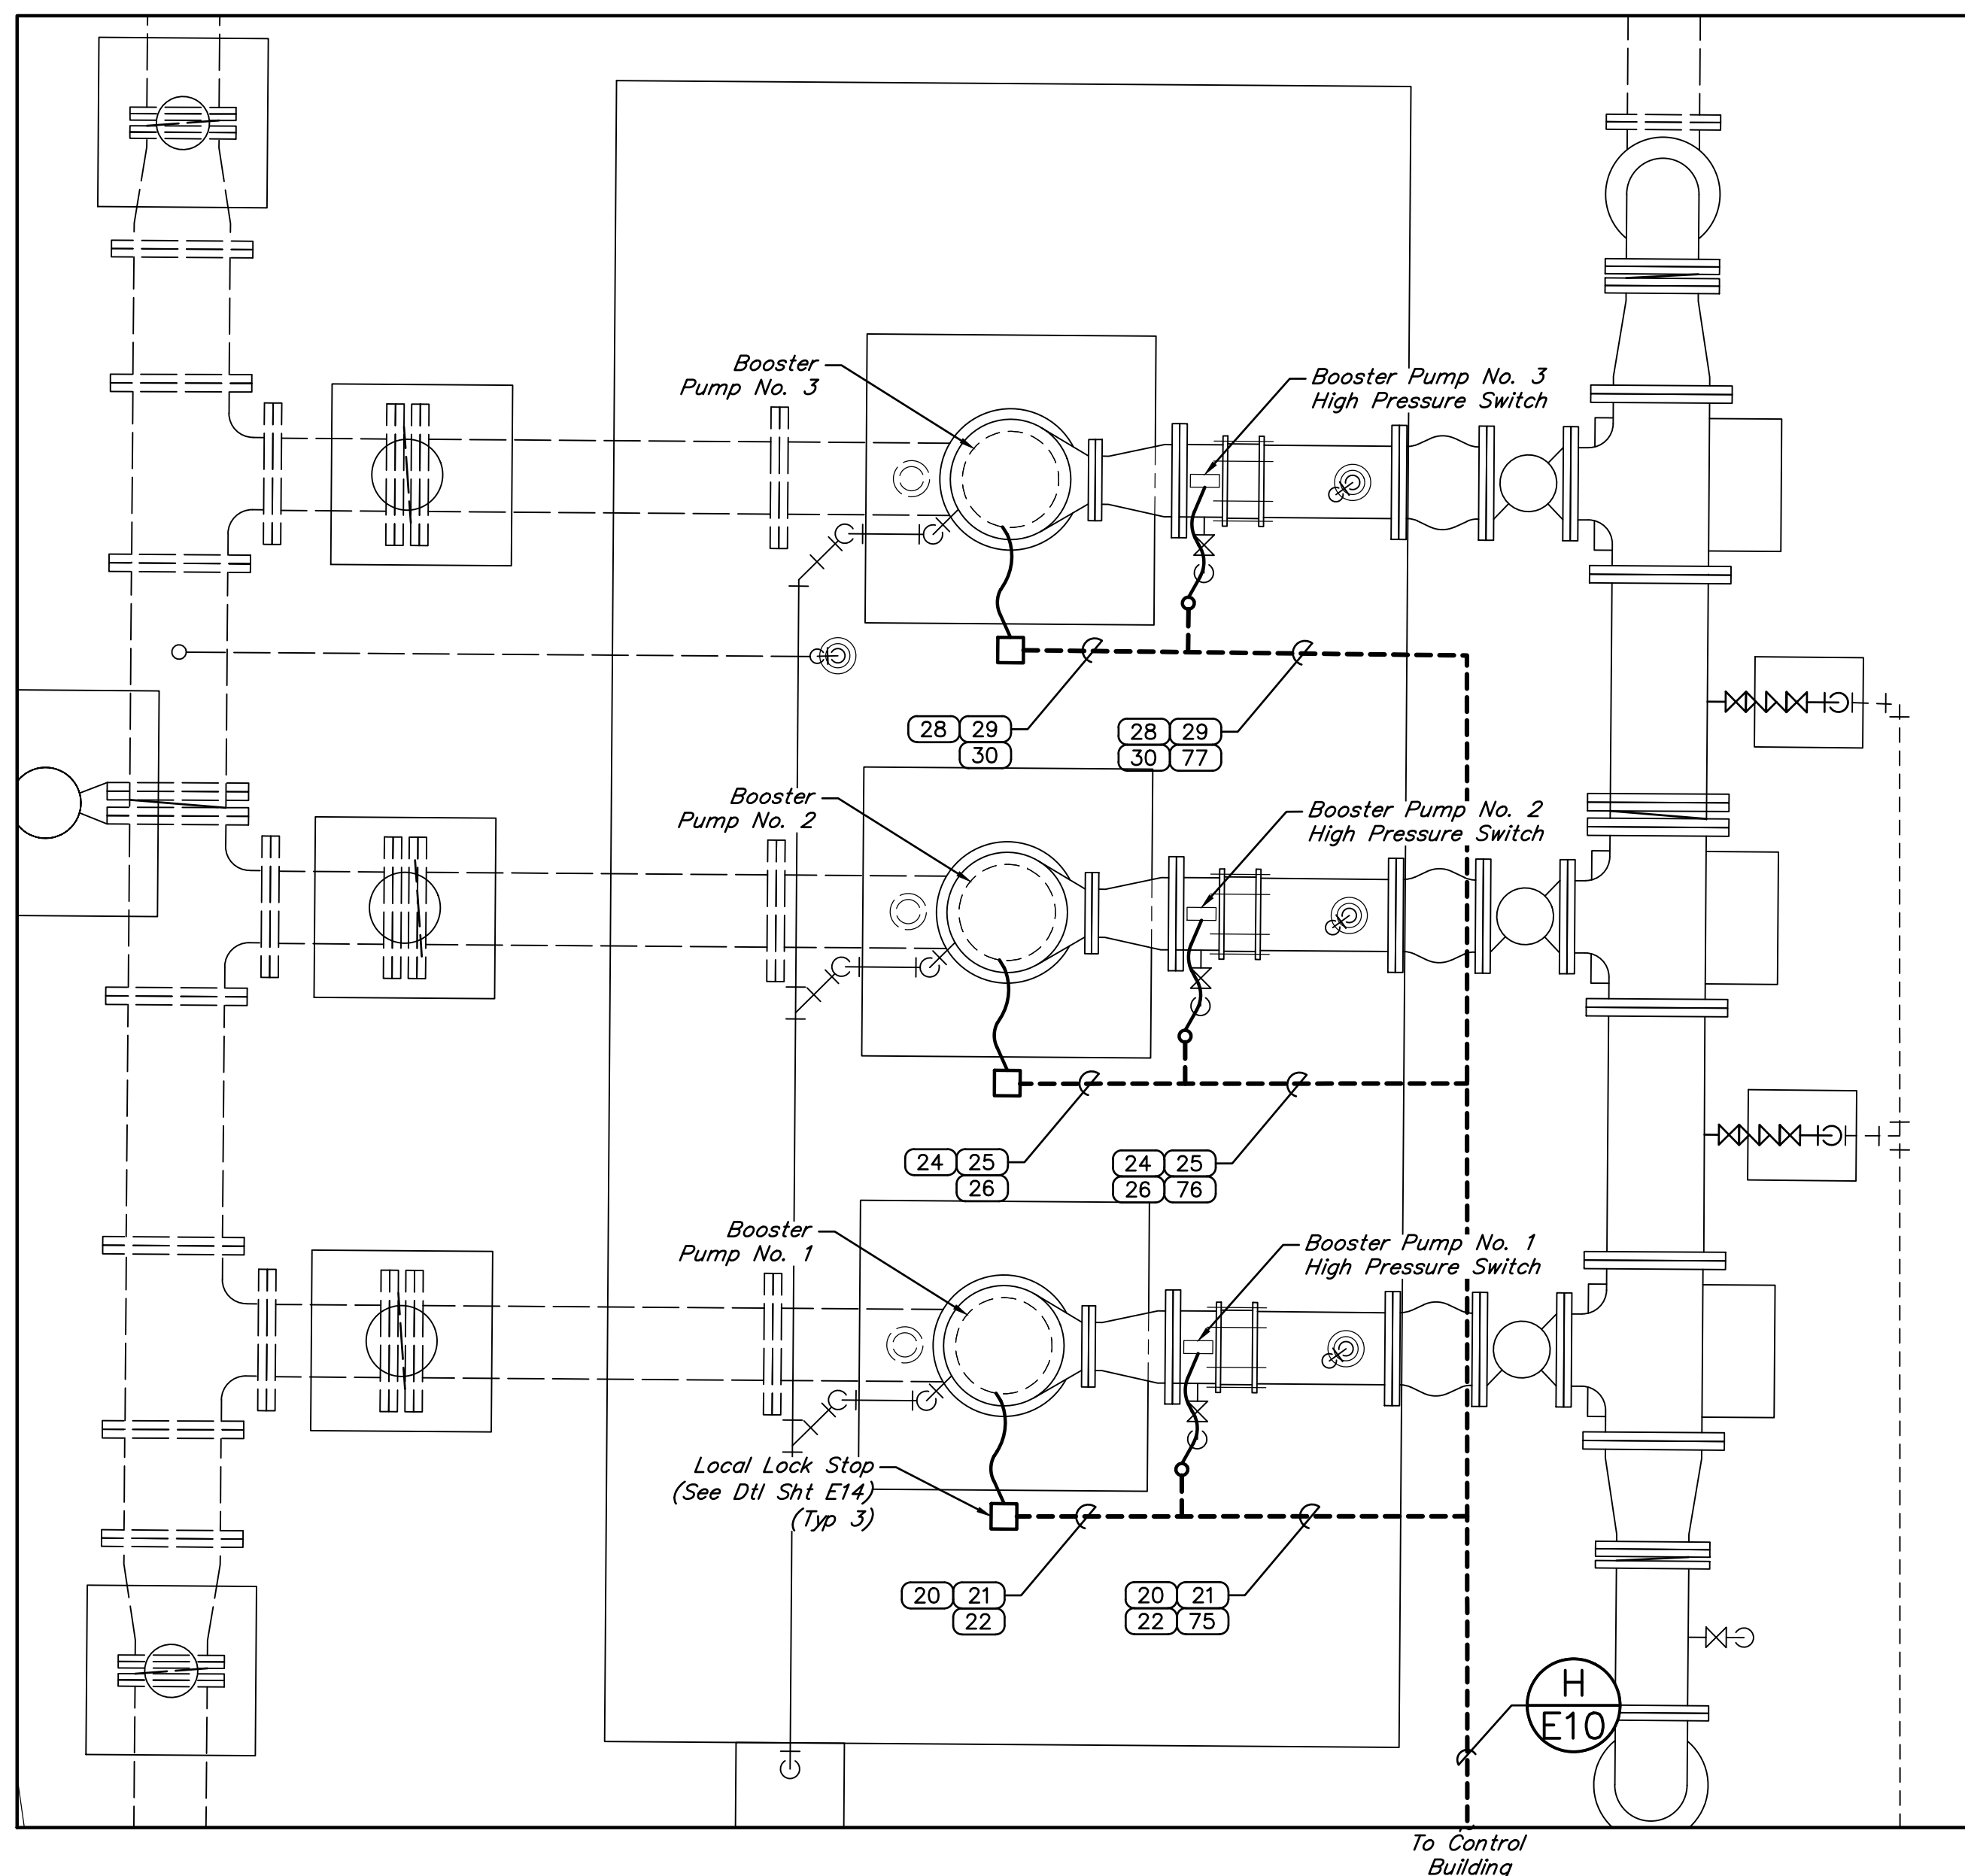 Booster
Pump No. 3
Booster Pump No. 3
High Pressure Switch
28 29
30
28 29
30 77
Booster
Pump No. 2
Booster Pump No. 2
High Pressure Switch
24 25
26
24 25
26 76
Booster
Pump No. 1
Booster Pump No. 1
High Pressure Switch
Local Lock Stop
(See Dtl Sht E14)
(Typ 3)
20 21
22
20 21
22 75
H
E10
To Control
Building